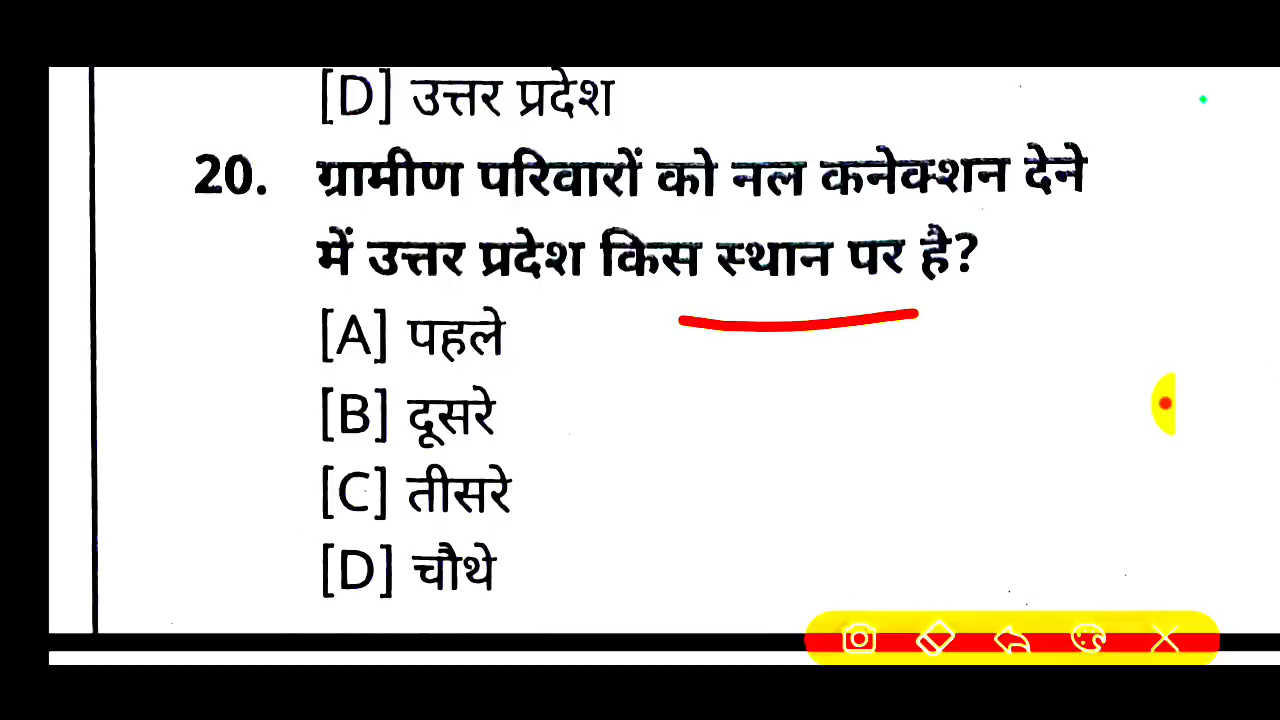 [D] उत्तर प्रदेश
20. ग्रामीण परिवारों को नल कनेक्शन देने
में उत्तर प्रदेश किस स्थान पर है?
[A] पहले
[B] दूसरे
[C] तीसरे
[D] चौथे